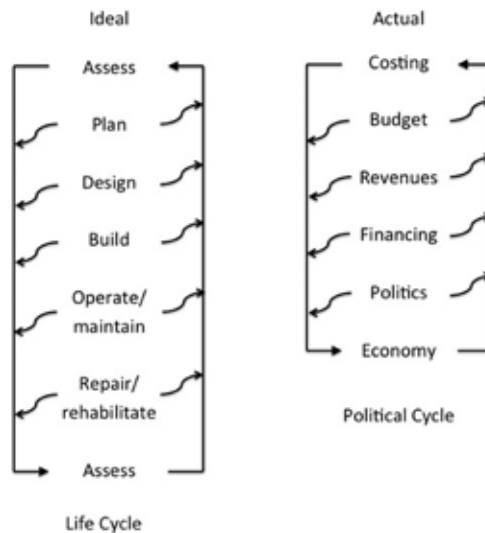 Ideal
Assess
Plan
Design
Build
Operate/
maintain
Repair/
rehabilitate
Assess
Life Cycle
Actual
Costing
Budget
Revenues
Financing
Politics
Economy
Political Cycle